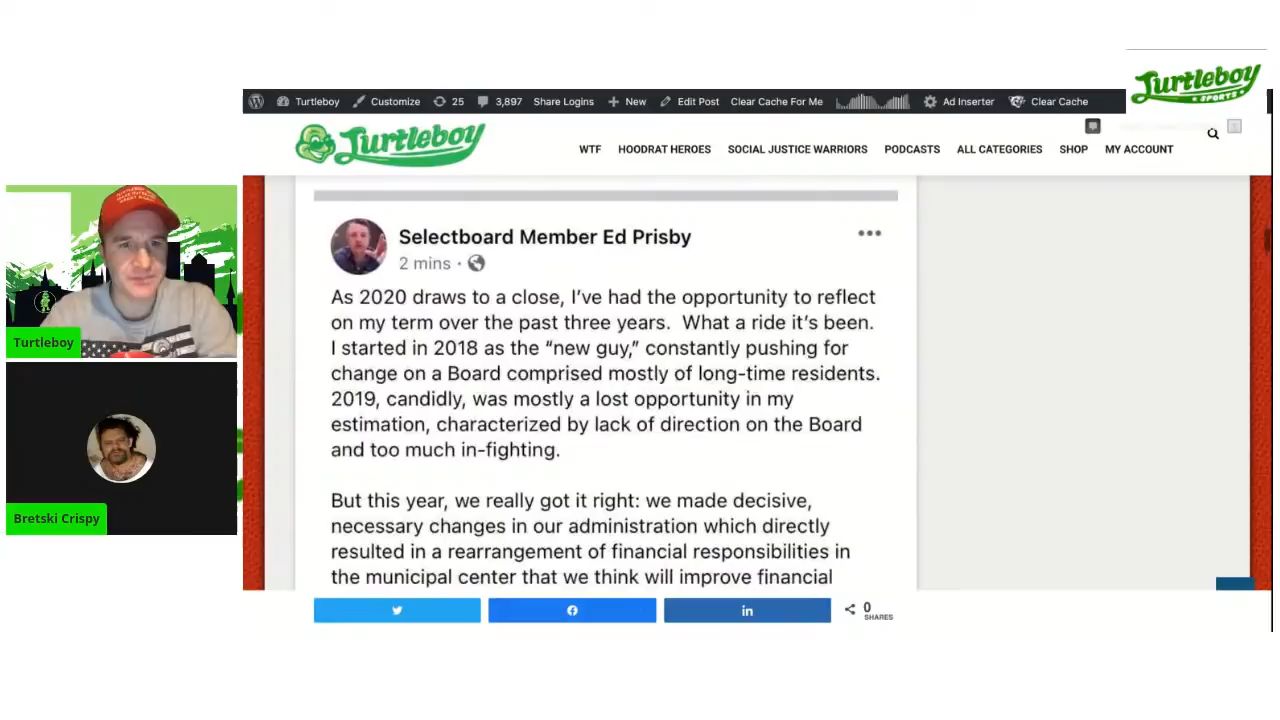 Turtleboy
SPORTS
Turtleboy
Customize
25
3,897
Share Logins
New
Edit Post
Clear Cache For Me
Ad Inserter
Clear Cache
Turtleboy
WTF
HOODRAT HEROES
SOCIAL JUSTICE WARRIORS
PODCASTS
ALL CATEGORIES
SHOP
MY ACCOUNT
Selectboard Member Ed Prisby
2 mins ·
As 2020 draws to a close, I've had the opportunity to reflect
on my term over the past three years.  What a ride it's been.
I started in 2018 as the “new guy,” constantly pushing for
change on a Board comprised mostly of long-time residents.
2019, candidly, was mostly a lost opportunity in my
estimation, characterized by lack of direction on the Board
and too much in-fighting.
But this year, we really got it right: we made decisive,
necessary changes in our administration which directly
resulted in a rearrangement of financial responsibilities in
the municipal center that we think will improve financial
0
SHARES
Turtleboy
Bretski Crispy